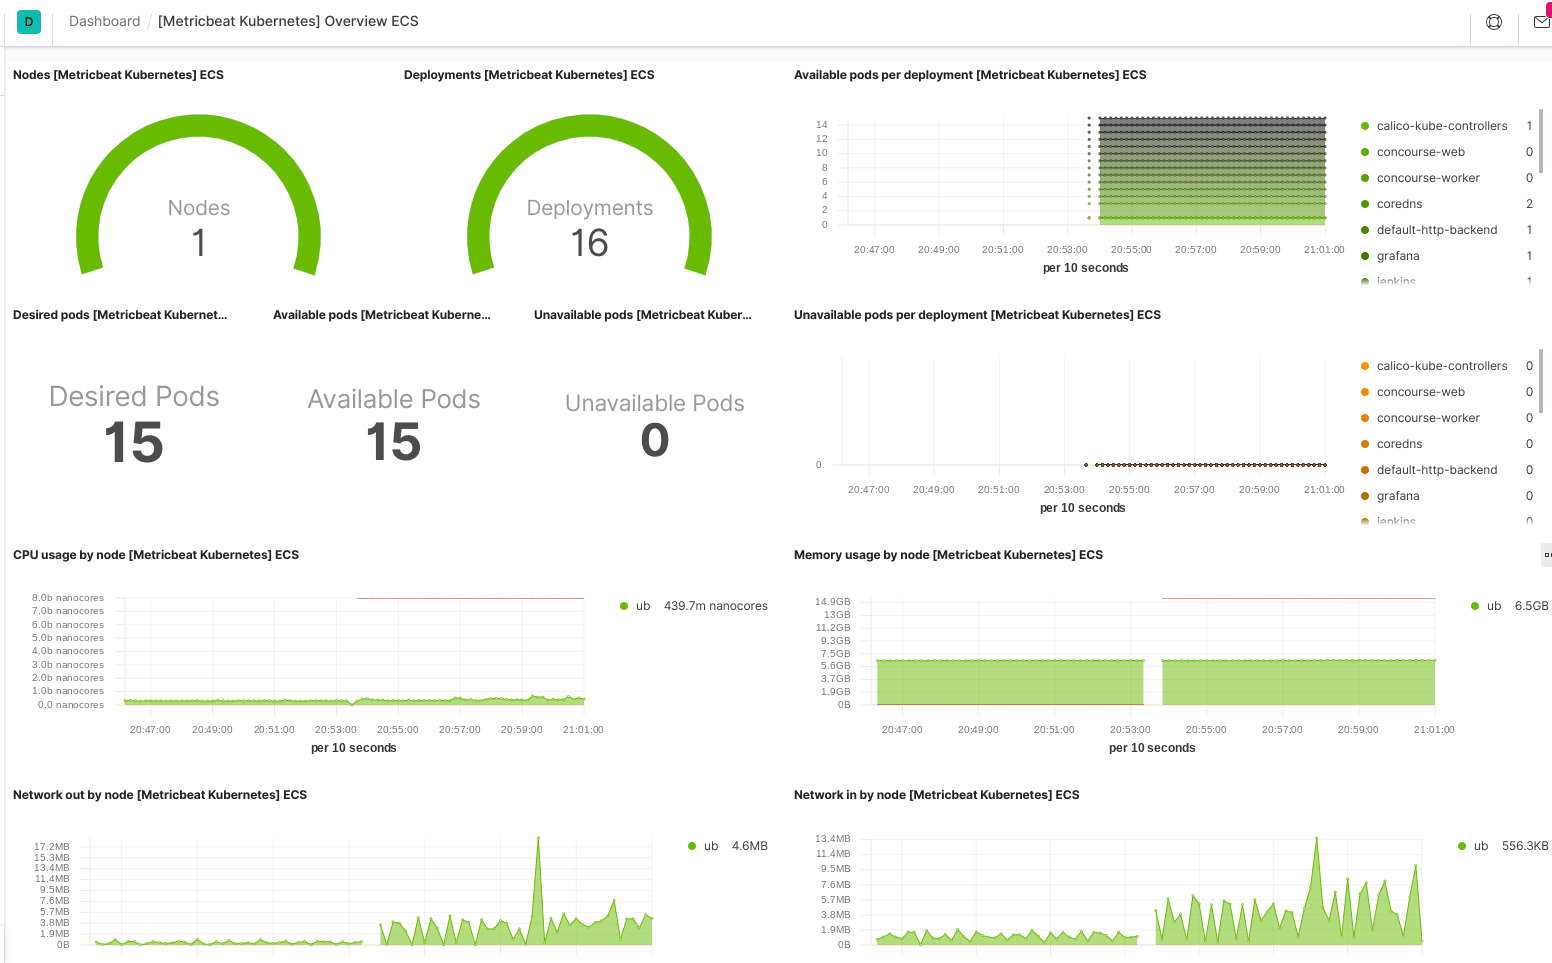 D Dashboard / [Metricbeat Kubernetes] Overview ECS
Nodes [Metricbeat Kubernetes] ECS
Nodes
1
Deployments [Metricbeat Kubernetes] ECS
Deployments
16
Available pods per deployment [Metricbeat Kubernetes] ECS
14
12
10
8
6
4
2
0
20:47:00 20:49:00 20:51:00 20:53:00 20:55:00 20:57:00 20:59:00 21:01:00
per 10 seconds
calico-kube-controllers 1
concourse-web 0
concourse-worker 0
coredns 2
default-http-backend 1
grafana 1
jenkins 1
Desired pods [Metricbeat Kubernet...
Desired Pods
15
Available pods [Metricbeat Kuberne...
Available Pods
15
Unavailable pods [Metricbeat Kuber...
Unavailable Pods
0
Unavailable pods per deployment [Metricbeat Kubernetes] ECS
0
20:47:00 20:49:00 20:51:00 20:53:00 20:55:00 20:57:00 20:59:00 21:01:00
per 10 seconds
calico-kube-controllers 0
concourse-web 0
concourse-worker 0
coredns 0
default-http-backend 0
grafana 0
jenkins 0
CPU usage by node [Metricbeat Kubernetes] ECS
8.0b nanocores
7.0b nanocores
6.0b nanocores
5.0b nanocores
4.0b nanocores
3.0b nanocores
2.0b nanocores
1.0b nanocores
0.0 nanocores
20:47:00 20:49:00 20:51:00 20:53:00 20:55:00 20:57:00 20:59:00 21:01:00
per 10 seconds
ub 439.7m nanocores
Memory usage by node [Metricbeat Kubernetes] ECS
14.9GB
13GB
11.2GB
9.3GB
7.5GB
5.6GB
3.7GB
1.9GB
0B
20:47:00 20:49:00 20:51:00 20:53:00 20:55:00 20:57:00 20:59:00 21:01:00
per 10 seconds
ub 6.5GB
Network out by node [Metricbeat Kubernetes] ECS
17.2MB
15.3MB
13.4MB
11.4MB
9.5MB
7.6MB
5.7MB
3.8MB
1.9MB
0B
ub 4.6MB
Network in by node [Metricbeat Kubernetes] ECS
13.4MB
11.4MB
9.5MB
7.6MB
5.7MB
3.8MB
1.9MB
0B
ub 556.3KB